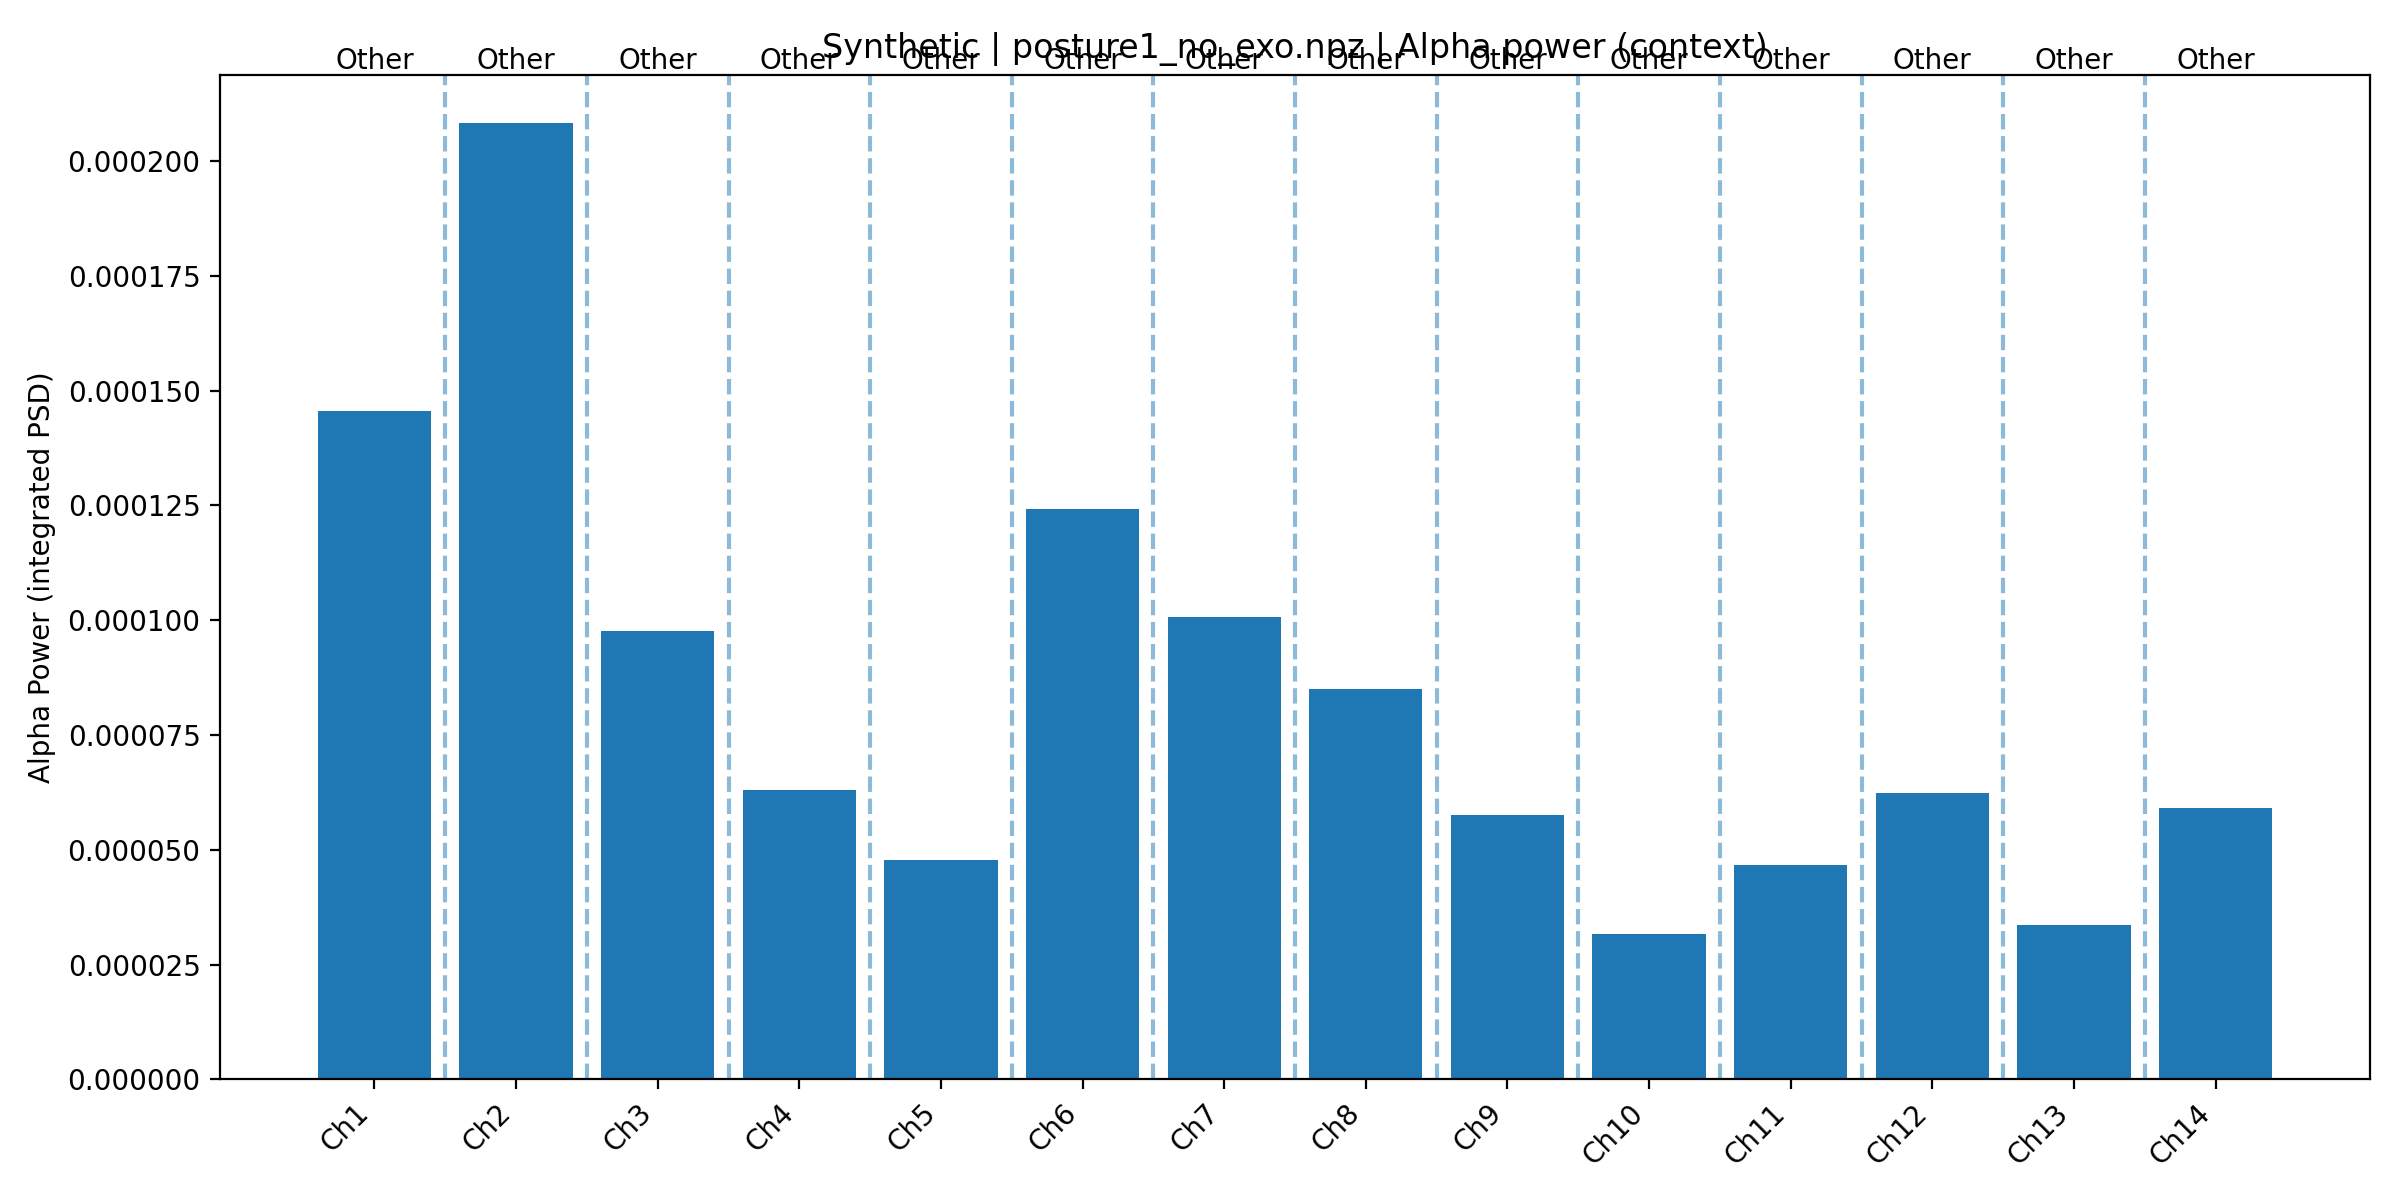 Synthetic | posture1_no_exo.npz | Alpha power (context)
Other Other Other Other Other Other Other Other Other Other Other Other Other Other
Alpha Power (integrated PSD)
0.000200
0.000175
0.000150
0.000125
0.000100
0.000075
0.000050
0.000025
0.000000
Ch1 Ch2 Ch3 Ch4 Ch5 Ch6 Ch7 Ch8 Ch9 Ch10 Ch11 Ch12 Ch13 Ch14